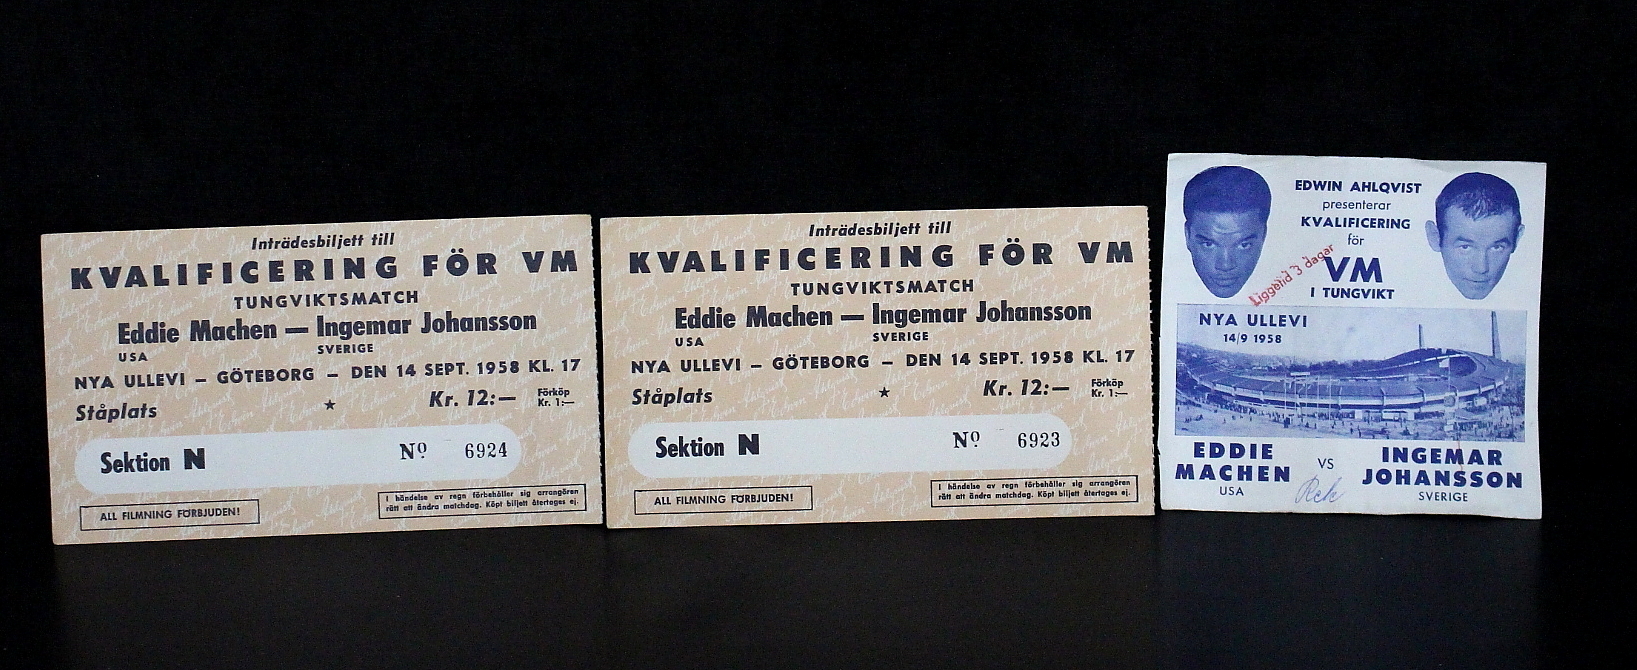 Inträdesbiljett till
KVALIFICERING FÖR VM
TUNGVIKTSMATCH
Eddie Machen — Ingemar Johansson
USA SVERIGE
NYA ULLEVI – GÖTEBORG – DEN 14 SEPT. 1958 KL. 17
Ståplats ★ Kr. 12:— Förköp Kr. 1:—
Sektion N Nº 6924
ALL FILMNING FÖRBJUDEN!
I händelse av regn förbehåller sig arrangören
rätt att ändra matchdag. Köpt biljett återtages ej.
Inträdesbiljett till
KVALIFICERING FÖR VM
TUNGVIKTSMATCH
Eddie Machen — Ingemar Johansson
USA SVERIGE
NYA ULLEVI – GÖTEBORG – DEN 14 SEPT. 1958 KL. 17
Ståplats ★ Kr. 12:— Förköp Kr. 1:—
Sektion N Nº 6923
ALL FILMNING FÖRBJUDEN!
I händelse av regn förbehåller sig arrangören
rätt att ändra matchdag. Köpt biljett återtages ej.
EDWIN AHLQVIST
presenterar
KVALIFICERING
för
VM
I TUNGVIKT
Liggetid 3 dagar
NYA ULLEVI
14/9 1958
EDDIE
MACHEN
USA
VS
INGEMAR
JOHANSSON
SVERIGE